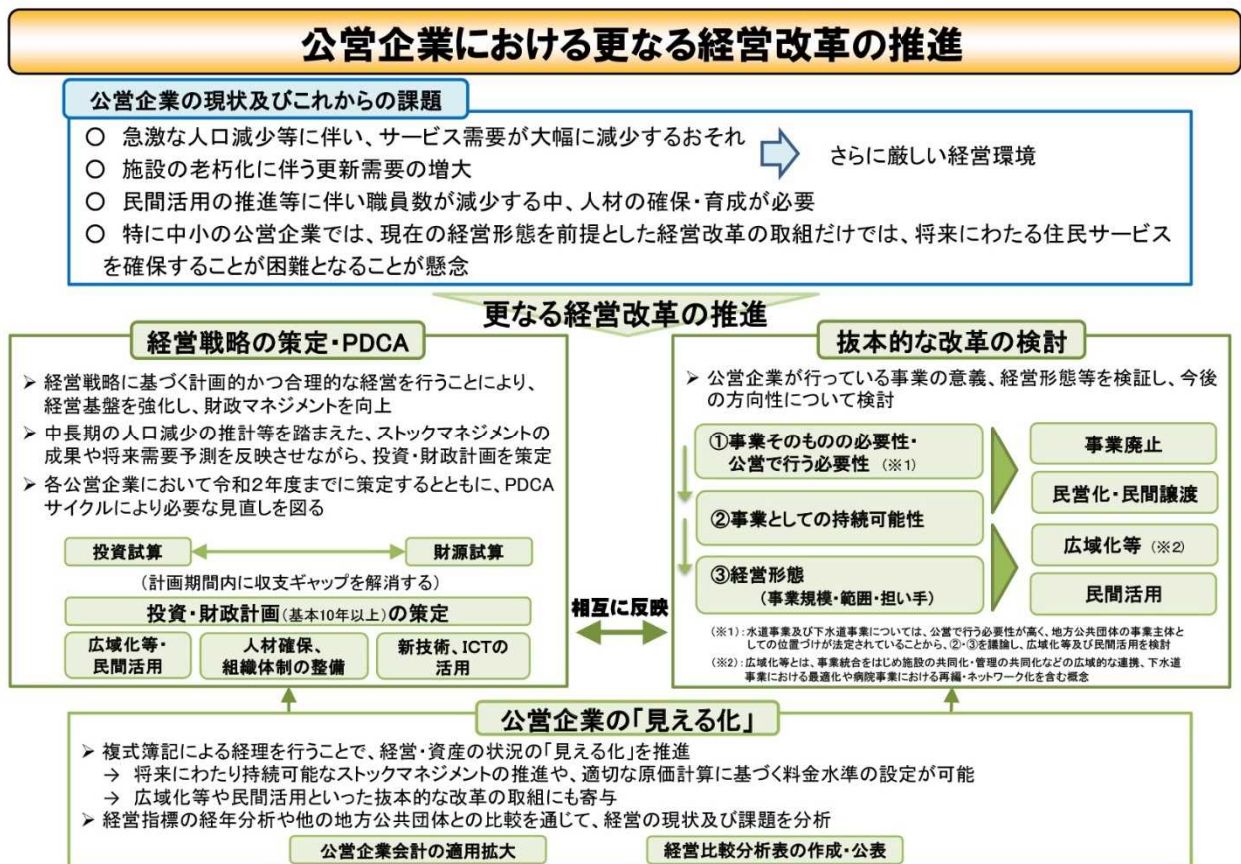 公営企業における更なる経営改革の推進
公営企業の現状及びこれからの課題
○ 急激な人口減少等に伴い、サービス需要が大幅に減少するおそれ
○ 施設の老朽化に伴う更新需要の増大
さらに厳しい経営環境
○ 民間活用の推進等に伴い職員数が減少する中、人材の確保・育成が必要
○ 特に中小の公営企業では、現在の経営形態を前提とした経営改革の取組だけでは、将来にわたる住民サービス
を確保することが困難となることが懸念
更なる経営改革の推進
経営戦略の策定・PDCA
➢ 経営戦略に基づく計画的かつ合理的な経営を行うことにより、
経営基盤を強化し、財政マネジメントを向上
➢ 中長期の人口減少の推計等を踏まえた、ストックマネジメントの
成果や将来需要予測を反映させながら、投資・財政計画を策定
➢ 各公営企業において令和2年度までに策定するとともに、PDCA
サイクルにより必要な見直しを図る
投資試算
財源試算
(計画期間内に収支ギャップを解消する)
投資・財政計画(基本10年以上)の策定
広域化等・
民間活用
人材確保、
組織体制の整備
新技術、ICTの
活用
相互に反映
抜本的な改革の検討
➢ 公営企業が行っている事業の意義、経営形態等を検証し、今後
の方向性について検討
①事業そのものの必要性・
公営で行う必要性 (※1)
②事業としての持続可能性
③経営形態
(事業規模・範囲・担い手)
事業廃止
民営化・民間譲渡
広域化等 (※2)
民間活用
(※1):水道事業及び下水道事業については、公営で行う必要性が高く、地方公共団体の事業主体と
しての位置づけが法定されていることから、②・③を議論し、広域化等及び民間活用を検討
(※2):広域化等とは、事業統合をはじめ施設の共同化・管理の共同化などの広域的な連携、下水道
事業における最適化や病院事業における再編・ネットワーク化を含む概念
公営企業の「見える化」
➢ 複式簿記による経理を行うことで、経営・資産の状況の「見える化」を推進
→ 将来にわたり持続可能なストックマネジメントの推進や、適切な原価計算に基づく料金水準の設定が可能
→ 広域化等や民間活用といった抜本的な改革の取組にも寄与
➢ 経営指標の経年分析や他の地方公共団体との比較を通じて、経営の現状及び課題を分析
公営企業会計の適用拡大
経営比較分析表の作成・公表